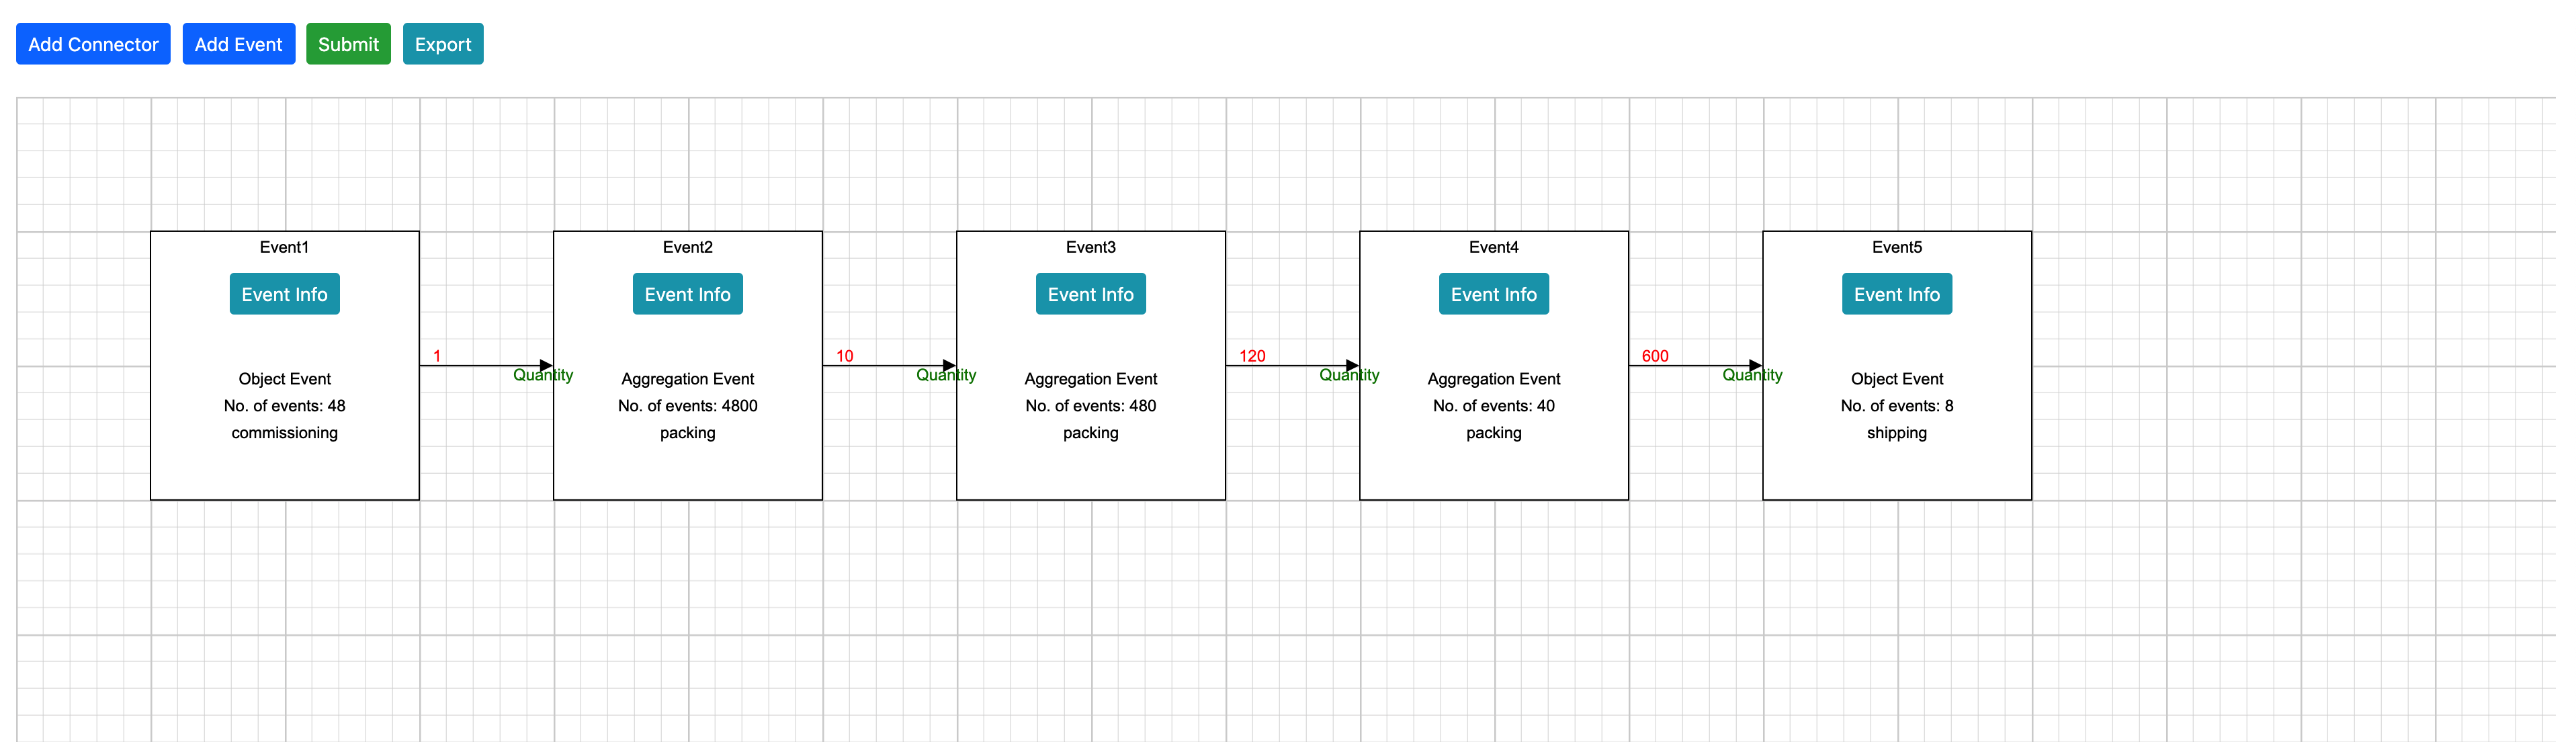 Add Connector Add Event Submit Export
Event1
Event Info
Object Event
No. of events: 48
commissioning
1
Quantity
Event2
Event Info
Aggregation Event
No. of events: 4800
packing
10
Quantity
Event3
Event Info
Aggregation Event
No. of events: 480
packing
120
Quantity
Event4
Event Info
Aggregation Event
No. of events: 40
packing
600
Quantity
Event5
Event Info
Object Event
No. of events: 8
shipping